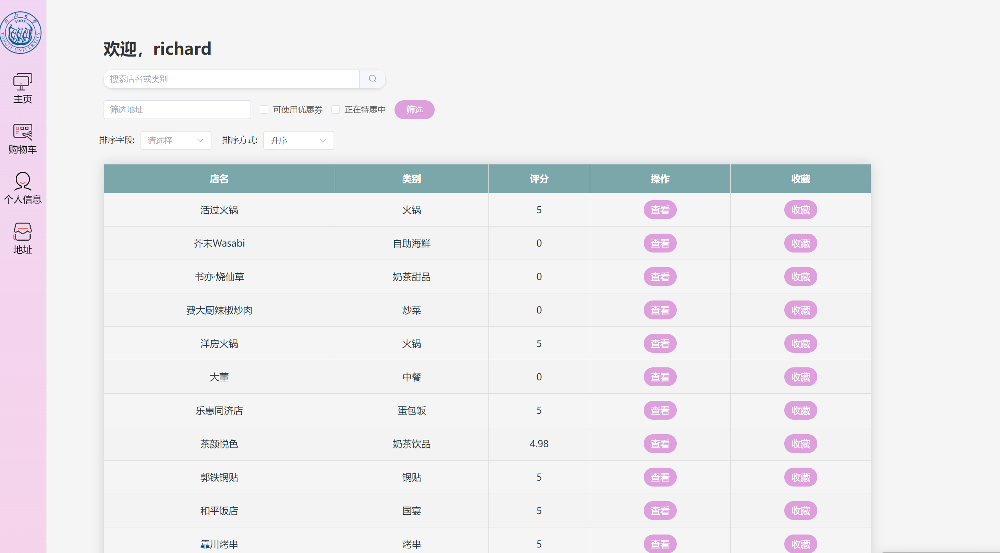 同济大学
1907
TONGJI UNIVERSITY
主页
购物车
个人信息
地址
欢迎，richard
搜索店名或类别
筛选地址 可使用优惠券 正在特惠中 筛选
排序字段: 请选择 排序方式: 升序
店名 类别 评分 操作 收藏
活过火锅 火锅 5 查看 收藏
芥末Wasabi 自助海鲜 0 查看 收藏
书亦·烧仙草 奶茶甜品 0 查看 收藏
费大厨辣椒炒肉 炒菜 0 查看 收藏
洋房火锅 火锅 5 查看 收藏
大董 中餐 0 查看 收藏
乐惠同济店 蛋包饭 5 查看 收藏
茶颜悦色 奶茶饮品 4.98 查看 收藏
郭铁锅贴 锅贴 5 查看 收藏
和平饭店 国宴 5 查看 收藏
靠川烤串 烤串 5 查看 收藏